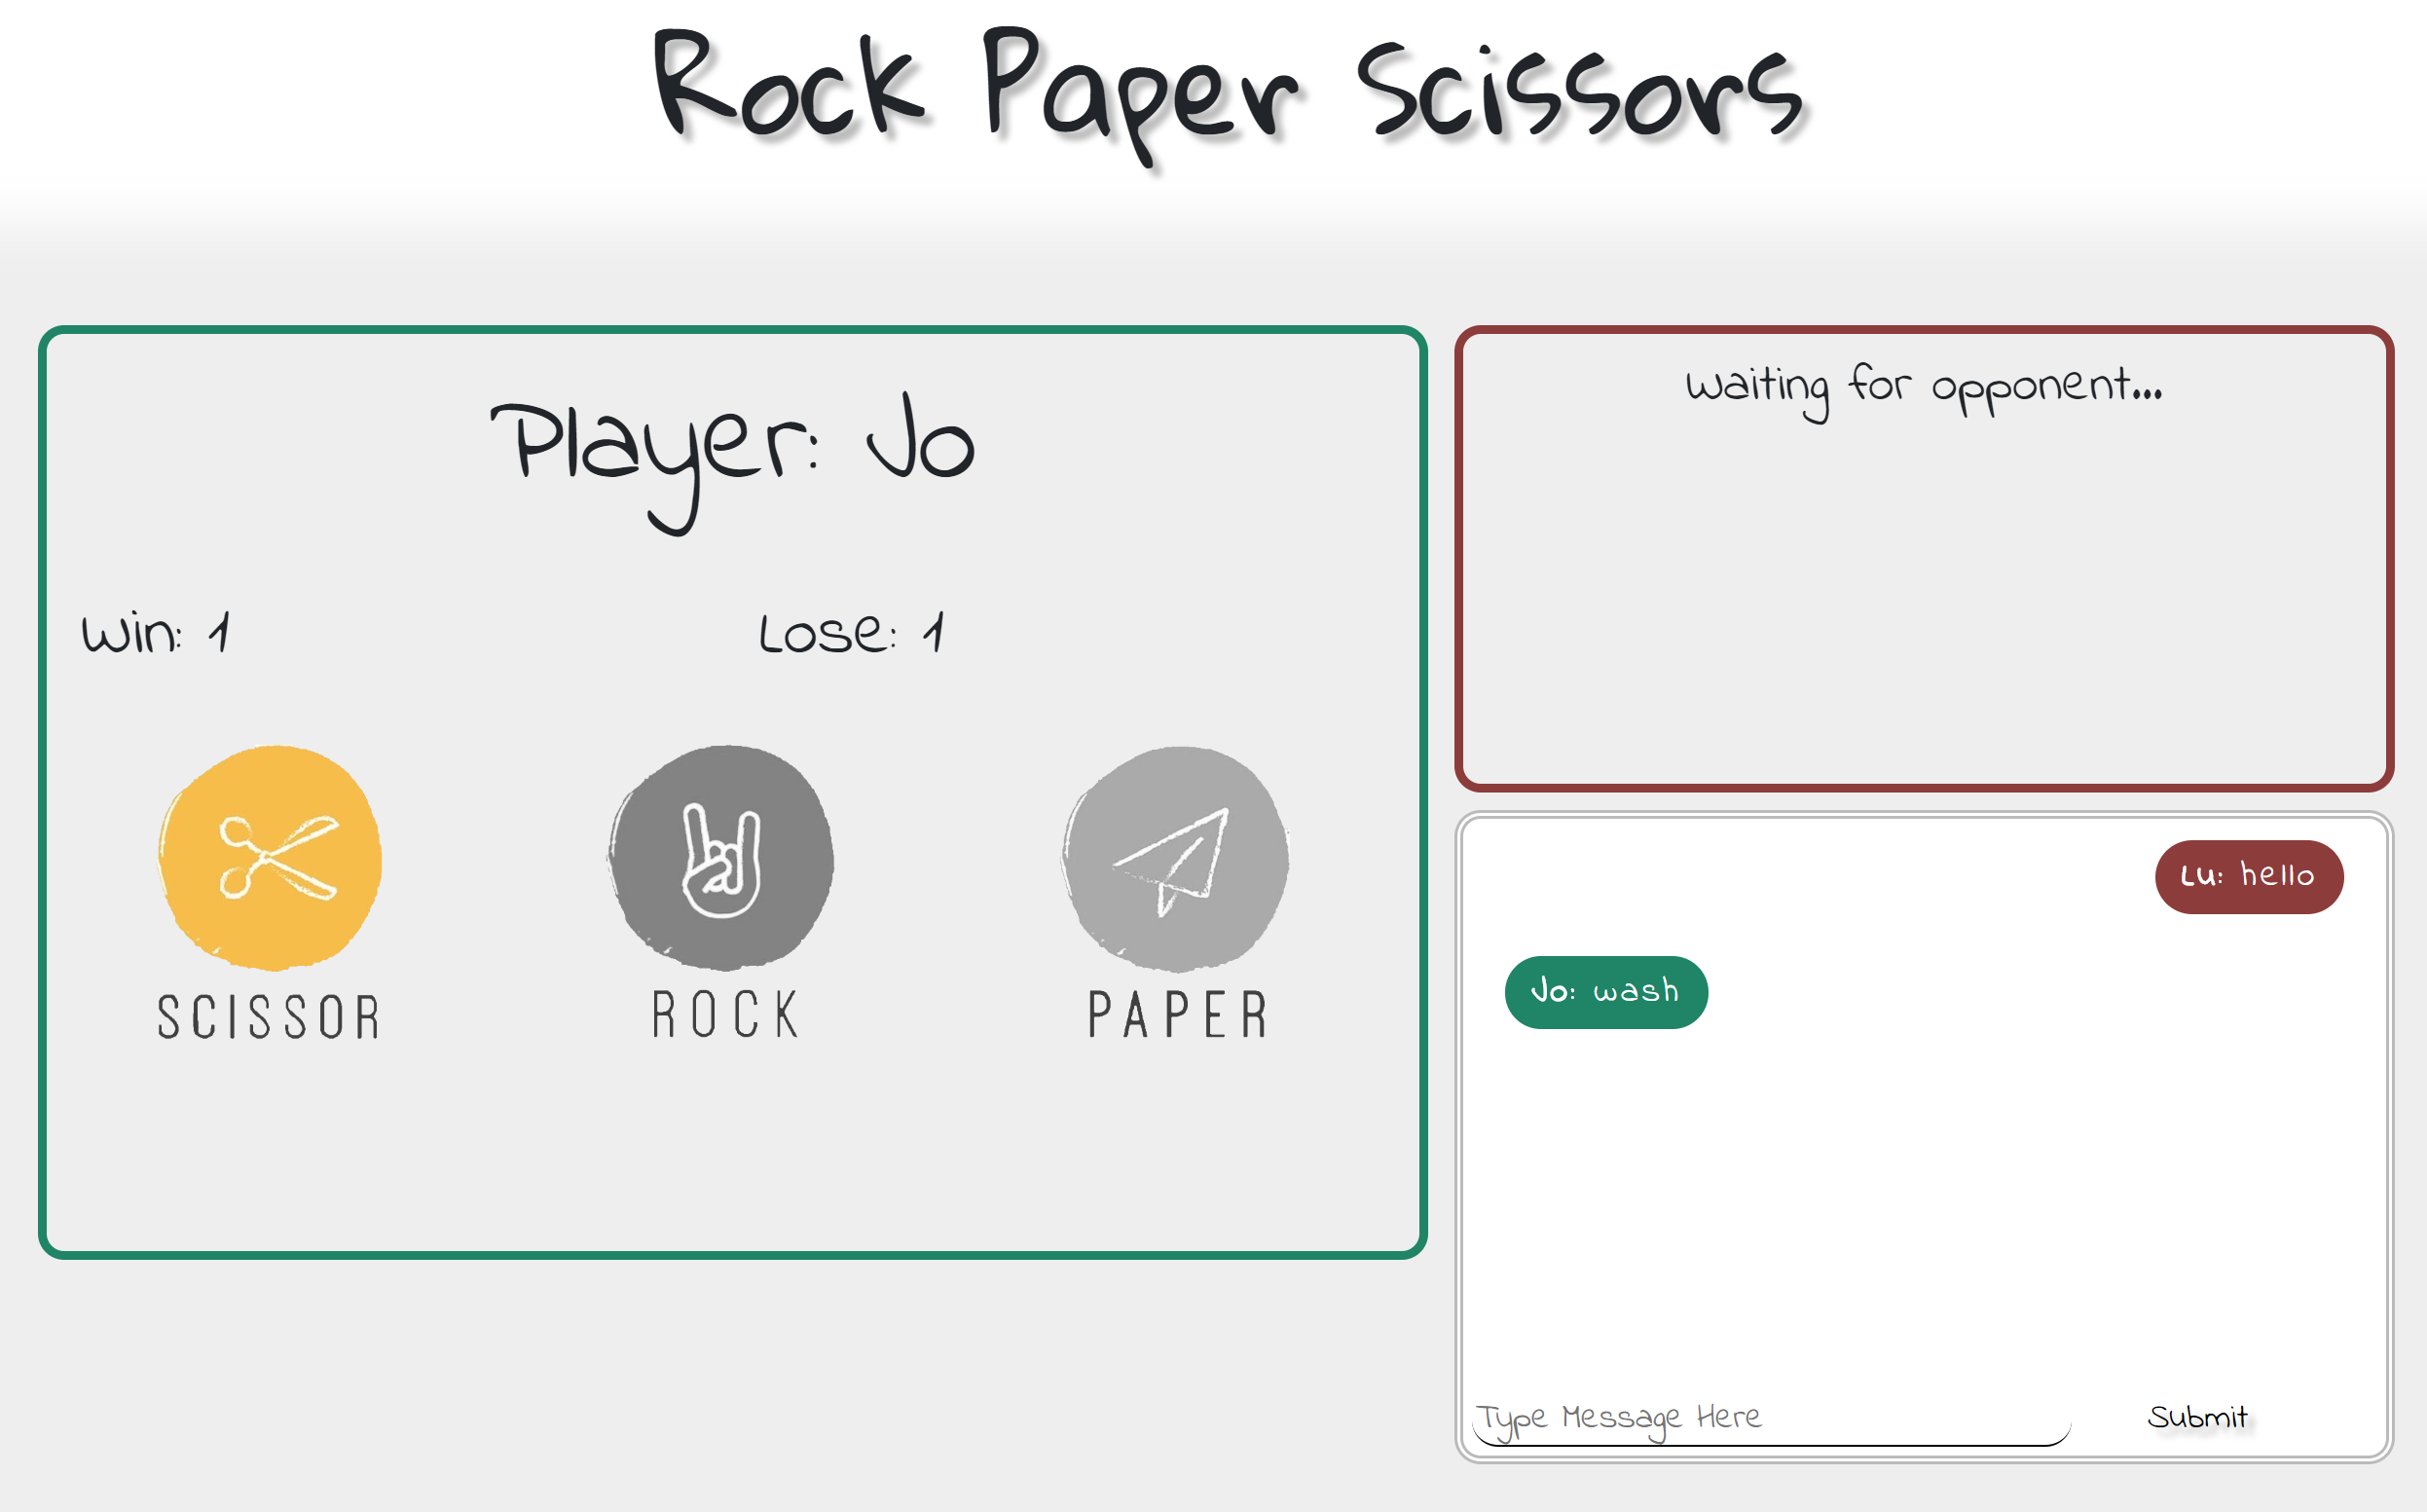 Rock Paper Scissors
Player: Jo
Win: 1
Lose: 1
SCISSOR
ROCK
PAPER
Waiting for opponent...
Lu: hello
Jo: wash
Type Message Here
Submit